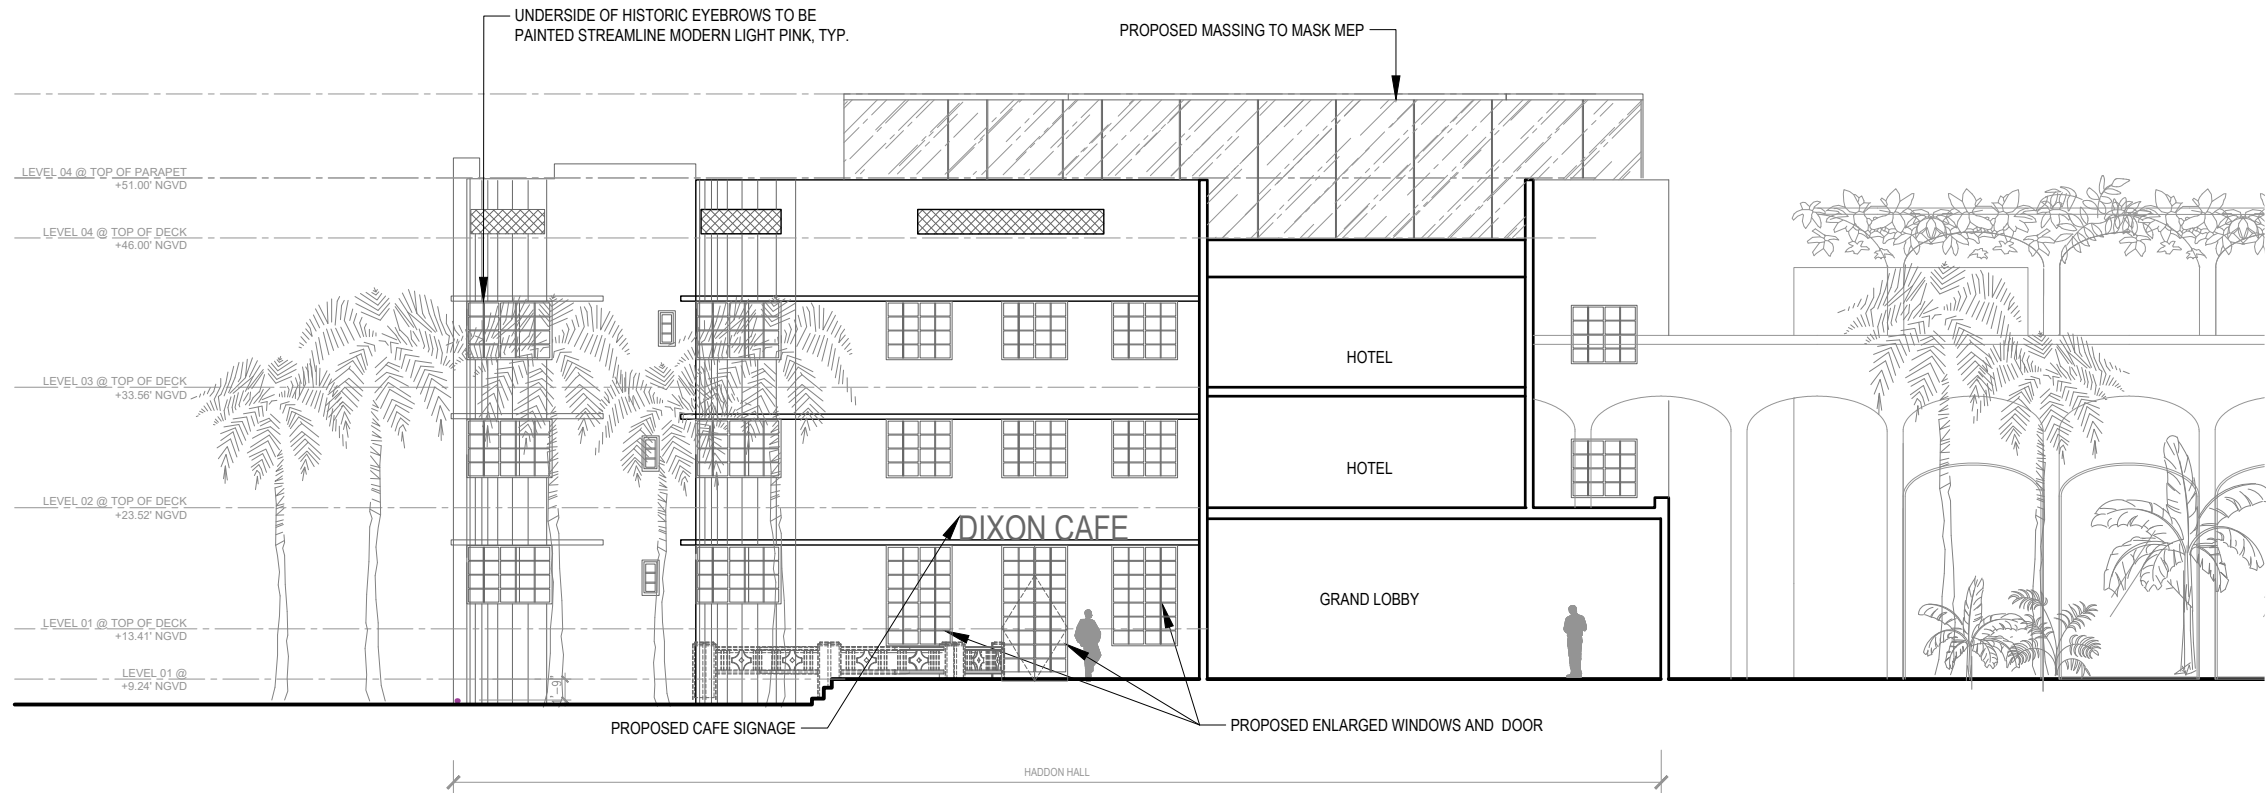 UNDERSIDE OF HISTORIC EYEBROWS TO BE
PAINTED STREAMLINE MODERN LIGHT PINK, TYP.
PROPOSED MASSING TO MASK MEP
LEVEL 04 @ TOP OF PARAPET
+51.00' NGVD
LEVEL 04 @ TOP OF DECK
+46.00' NGVD
HOTEL
LEVEL 03 @ TOP OF DECK
+33.56' NGVD
HOTEL
LEVEL 02 @ TOP OF DECK
+23.52' NGVD
DIXON CAFE
GRAND LOBBY
LEVEL 01 @ TOP OF DECK
+13.41' NGVD
LEVEL 01 @
+9.24' NGVD
PROPOSED CAFE SIGNAGE
PROPOSED ENLARGED WINDOWS AND DOOR
HADDON HALL